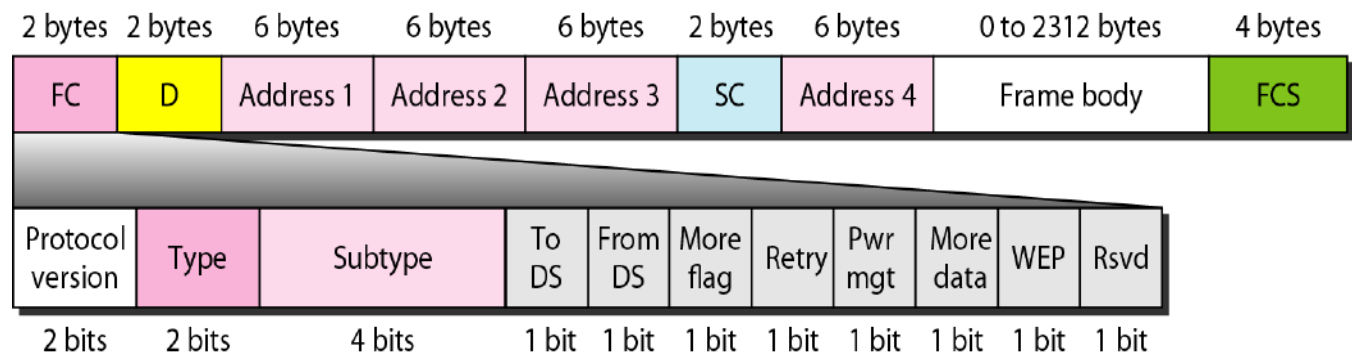 2 bytes 2 bytes 6 bytes 6 bytes 6 bytes 2 bytes 6 bytes 0 to 2312 bytes 4 bytes
FC D Address 1 Address 2 Address 3 SC Address 4 Frame body FCS
Protocol version Type Subtype To DS From DS More flag Retry Pwr mgt More data WEP Rsvd
2 bits 2 bits 4 bits 1 bit 1 bit 1 bit 1 bit 1 bit 1 bit 1 bit 1 bit